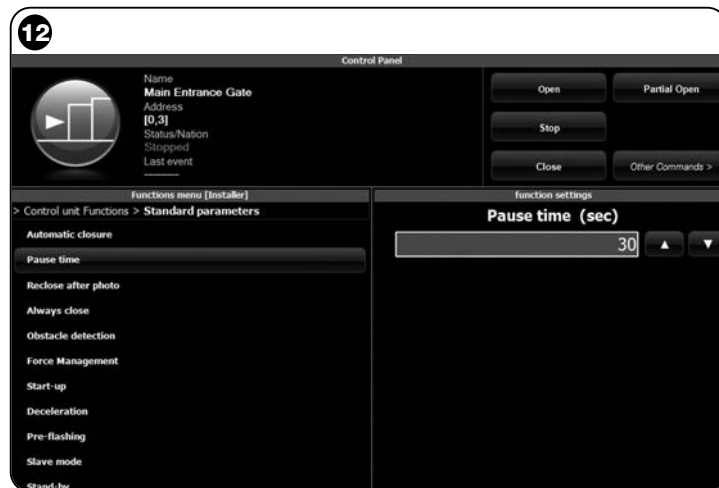 12
Control Panel
Name
Main Entrance Gate
Address
[0,3]
Status/Nation
Stopped
Last event
--------
Open
Partial Open
Stop
Close
Other Commands >
Functions menu [Installer]
> Control unit Functions > Standard parameters
Automatic closure
Pause time
Reclose after photo
Always close
Obstacle detection
Force Management
Start-up
Deceleration
Pre-flashing
Slave mode
Stand-by
function settings
Pause time (sec)
30